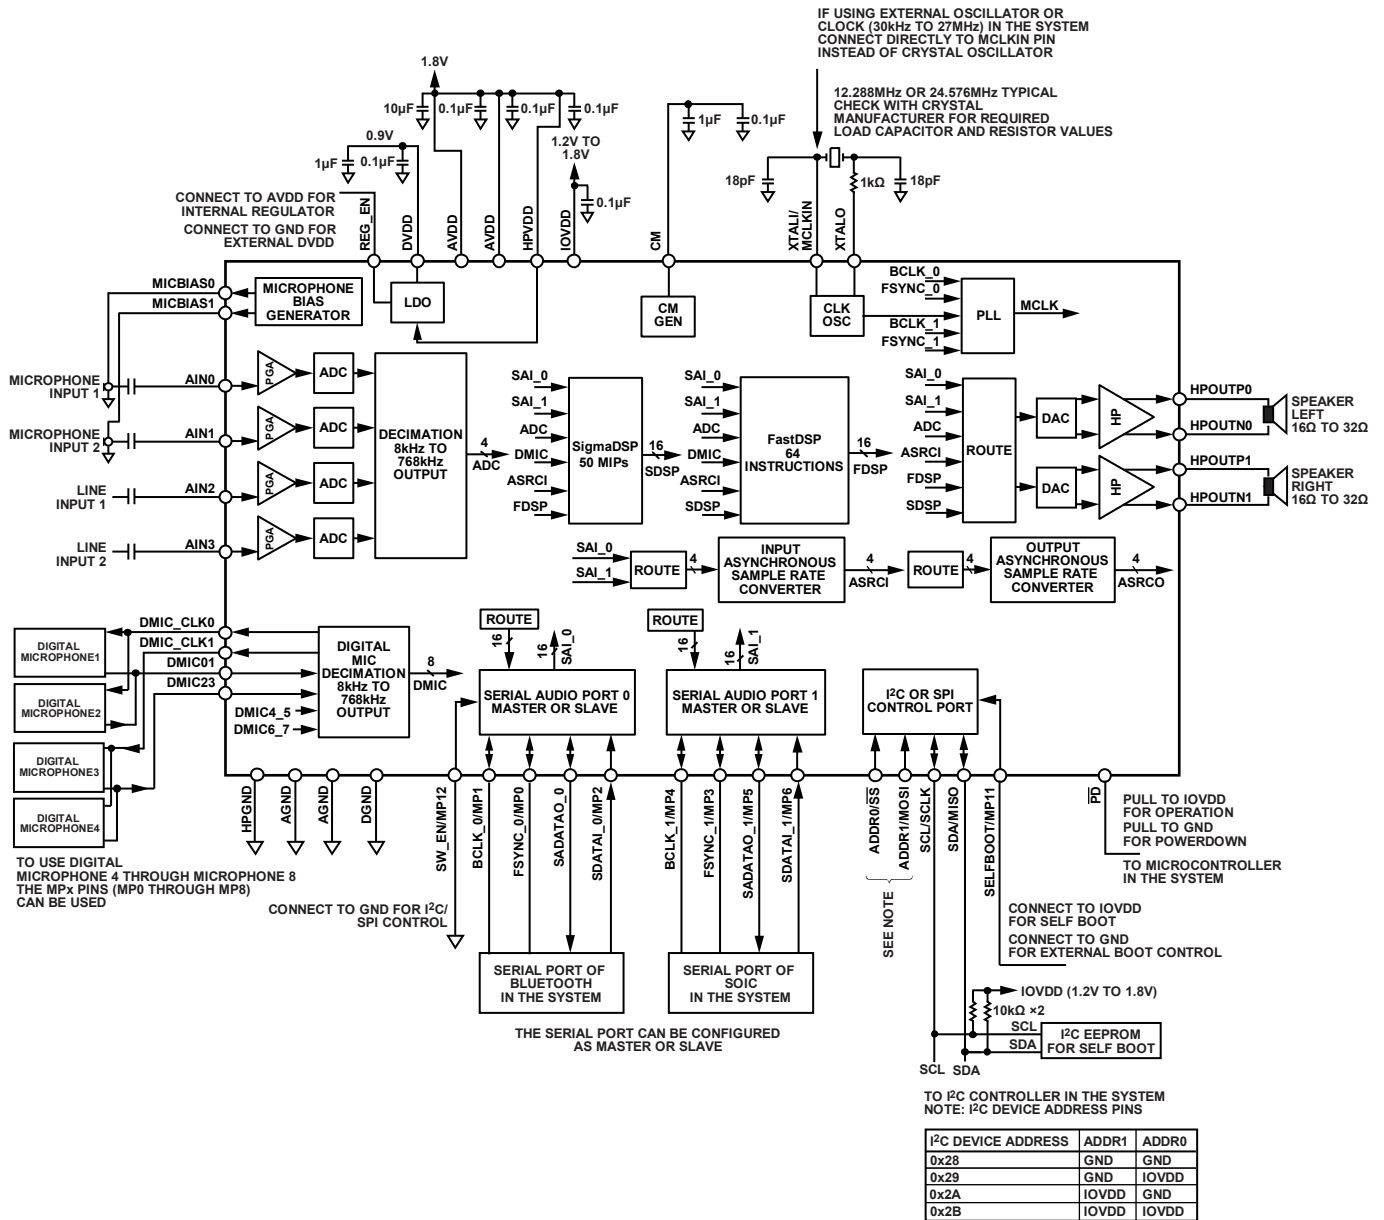 IF USING EXTERNAL OSCILLATOR OR
CLOCK (30kHz TO 27MHz) IN THE SYSTEM
CONNECT DIRECTLY TO MCLKIN PIN
INSTEAD OF CRYSTAL OSCILLATOR
12.288MHz OR 24.576MHz TYPICAL
CHECK WITH CRYSTAL
MANUFACTURER FOR REQUIRED
LOAD CAPACITOR AND RESISTOR VALUES
1.8V
10µF
0.1µF
0.1µF
0.1µF
1µF
0.1µF
0.9V
1µF
0.1µF
1.2V TO
1.8V
0.1µF
18pF
1kΩ
18pF
CONNECT TO AVDD FOR
INTERNAL REGULATOR
CONNECT TO GND FOR
EXTERNAL DVDD
REG_EN
DVDD
AVDD
AVDD
HPVDD
IOVDD
CM
XTALI/
MCLKIN
XTALO
MICBIAS0
MICBIAS1
MICROPHONE
BIAS
GENERATOR
LDO
CM
GEN
CLK
OSC
BCLK_0
FSYNC_0
BCLK_1
FSYNC_1
PLL
MCLK
MICROPHONE
INPUT 1
AIN0
PGA
ADC
MICROPHONE
INPUT 2
AIN1
PGA
ADC
LINE
INPUT 1
AIN2
PGA
ADC
LINE
INPUT 2
AIN3
PGA
ADC
DECIMATION
8kHz TO
768kHz
OUTPUT
4
ADC
SAI_0
SAI_1
ADC
DMIC
ASRCI
FDSP
SigmaDSP
50 MIPs
16
SDSP
SAI_0
SAI_1
ADC
DMIC
ASRCI
SDSP
FastDSP
64
INSTRUCTIONS
16
FDSP
SAI_0
SAI_1
ADC
ASRCI
FDSP
SDSP
ROUTE
DAC
HP
DAC
HP
HPOUTP0
HPOUTN0
SPEAKER
LEFT
16Ω TO 32Ω
HPOUTP1
HPOUTN1
SPEAKER
RIGHT
16Ω TO 32Ω
SAI_0
SAI_1
ROUTE
4
INPUT
ASYNCHRONOUS
SAMPLE RATE
CONVERTER
4
ASRCI
ROUTE
4
OUTPUT
ASYNCHRONOUS
SAMPLE RATE
CONVERTER
4
ASRCO
DIGITAL
MICROPHONE1
DIGITAL
MICROPHONE2
DIGITAL
MICROPHONE3
DIGITAL
MICROPHONE4
DMIC_CLK0
DMIC_CLK1
DMIC01
DMIC23
DMIC4_5
DMIC6_7
DIGITAL
MIC
DECIMATION
8kHz TO
768kHz
OUTPUT
8
DMIC
ROUTE
16
16
SAI_0
SERIAL AUDIO PORT 0
MASTER OR SLAVE
ROUTE
16
16
SAI_1
SERIAL AUDIO PORT 1
MASTER OR SLAVE
I²C OR SPI
CONTROL PORT
HPGND
AGND
AGND
DGND
SW_EN/MP12
BCLK_0/MP1
FSYNC_0/MP0
SADATAO_0
SDATAI_0/MP2
BCLK_1/MP4
FSYNC_1/MP3
SADATAO_1/MP5
SDATAI_1/MP6
ADDR0/SS
ADDR1/MOSI
SCL/SCLK
SDA/MISO
SELFBOOT/MP11
PD
PULL TO IOVDD
FOR OPERATION
PULL TO GND
FOR POWERDOWN
TO MICROCONTROLLER
IN THE SYSTEM
TO USE DIGITAL
MICROPHONE 4 THROUGH MICROPHONE 8
THE MPx PINS (MP0 THROUGH MP8)
CAN BE USED
CONNECT TO GND FOR I²C/
SPI CONTROL
SEE NOTE
CONNECT TO IOVDD
FOR SELF BOOT
CONNECT TO GND
FOR EXTERNAL BOOT CONTROL
SERIAL PORT OF
BLUETOOTH
IN THE SYSTEM
SERIAL PORT OF
SOIC
IN THE SYSTEM
THE SERIAL PORT CAN BE CONFIGURED
AS MASTER OR SLAVE
IOVDD (1.2V TO 1.8V)
10kΩ ×2
SCL
SDA
I²C EEPROM
FOR SELF BOOT
SCL
SDA
TO I²C CONTROLLER IN THE SYSTEM
NOTE: I²C DEVICE ADDRESS PINS
I²C DEVICE ADDRESS ADDR1 ADDR0
0x28 GND GND
0x29 GND IOVDD
0x2A IOVDD GND
0x2B IOVDD IOVDD